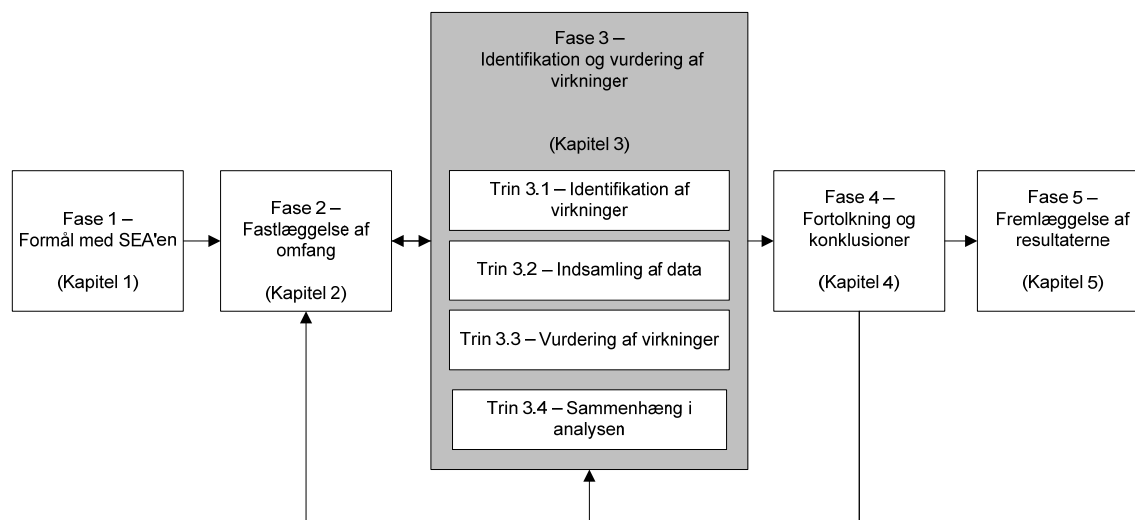 Fase 1 –
Formål med SEA'en
(Kapitel 1)
Fase 2 –
Fastlæggelse af
omfang
(Kapitel 2)
Fase 3 –
Identifikation og vurdering af
virkninger
(Kapitel 3)
Trin 3.1 – Identifikation af
virkninger
Trin 3.2 – Indsamling af data
Trin 3.3 – Vurdering af virkninger
Trin 3.4 – Sammenhæng i
analysen
Fase 4 –
Fortolkning og
konklusioner
(Kapitel 4)
Fase 5 –
Fremlæggelse af
resultaterne
(Kapitel 5)